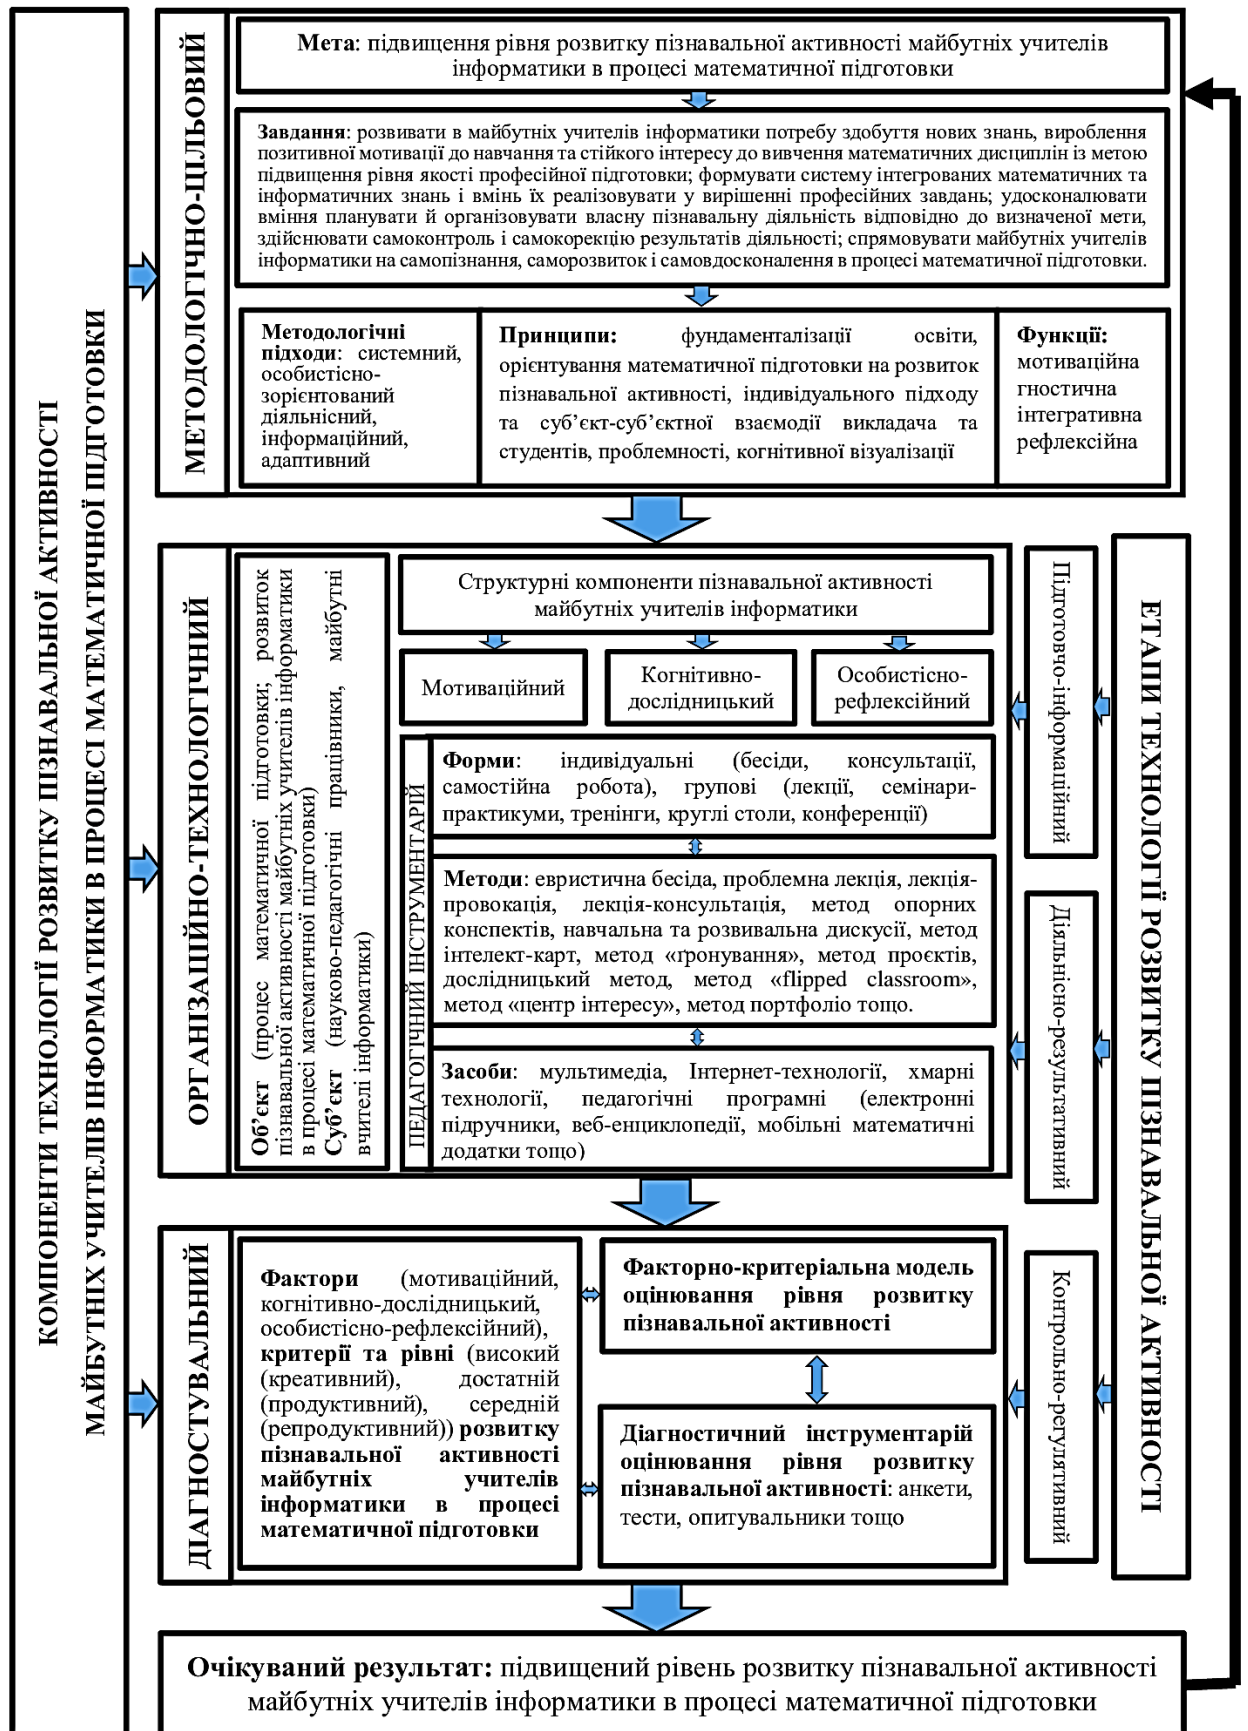 КОМПОНЕНТИ ТЕХНОЛОГІЇ РОЗВИТКУ ПІЗНАВАЛЬНОЇ АКТИВНОСТІ
МАЙБУТНІХ УЧИТЕЛІВ ІНФОРМАТИКИ В ПРОЦЕСІ МАТЕМАТИЧНОЇ ПІДГОТОВКИ
МЕТОДОЛОГІЧНО-ЦІЛЬОВИЙ
Мета: підвищення рівня розвитку пізнавальної активності майбутніх учителів
інформатики в процесі математичної підготовки
Завдання: розвивати в майбутніх учителів інформатики потребу здобуття нових знань, вироблення
позитивної мотивації до навчання та стійкого інтересу до вивчення математичних дисциплін із метою
підвищення рівня якості професійної підготовки; формувати систему інтегрованих математичних та
інформатичних знань і вмінь їх реалізовувати у вирішенні професійних завдань; удосконалювати
вміння планувати й організовувати власну пізнавальну діяльність відповідно до визначеної мети,
здійснювати самоконтроль і самокорекцію результатів діяльності; спрямовувати майбутніх учителів
інформатики на самопізнання, саморозвиток і самовдосконалення в процесі математичної підготовки.
Методологічні
підходи: системний,
особистісно-
зорієнтований
діяльнісний,
інформаційний,
адаптивний
Принципи: фундаменталізації освіти,
орієнтування математичної підготовки на розвиток
пізнавальної активності, індивідуального підходу
та суб’єкт-суб’єктної взаємодії викладача та
студентів, проблемності, когнітивної візуалізації
Функції:
мотиваційна
гностична
інтегративна
рефлексійна
ОРГАНІЗАЦІЙНО-ТЕХНОЛОГІЧНИЙ
Об’єкт (процес математичної підготовки; розвиток
пізнавальної активності майбутніх учителів інформатики
в процесі математичної підготовки)
Суб’єкт (науково-педагогічні працівники, майбутні
вчителі інформатики)
Структурні компоненти пізнавальної активності
майбутніх учителів інформатики
Мотиваційний
Когнітивно-
дослідницький
Особистісно-
рефлексійний
ПЕДАГОГІЧНИЙ ІНСТРУМЕНТАРІЙ
Форми: індивідуальні (бесіди, консультації,
самостійна робота), групові (лекції, семінари-
практикуми, тренінги, круглі столи, конференції)
Методи: евристична бесіда, проблемна лекція, лекція-
провокація, лекція-консультація, метод опорних
конспектів, навчальна та розвивальна дискусії, метод
інтелект-карт, метод «ґронування», метод проєктів,
дослідницький метод, метод «flipped classroom»,
метод «центр інтересу», метод портфоліо тощо.
Засоби: мультимедіа, Інтернет-технології, хмарні
технології, педагогічні програмні (електронні
підручники, веб-енциклопедії, мобільні математичні
додатки тощо)
Підготовчо-інформаційний
Діяльнісно-результативний
Контрольно-регулятивний
ЕТАПИ ТЕХНОЛОГІЇ РОЗВИТКУ ПІЗНАВАЛЬНОЇ АКТИВНОСТІ
ДІАГНОСТУВАЛЬНИЙ
Фактори (мотиваційний,
когнітивно-дослідницький,
особистісно-рефлексійний),
критерії та рівні (високий
(креативний), достатній
(продуктивний), середній
(репродуктивний)) розвитку
пізнавальної активності
майбутніх учителів
інформатики в процесі
математичної підготовки
Факторно-критеріальна модель
оцінювання рівня розвитку
пізнавальної активності
Діагностичний інструментарій
оцінювання рівня розвитку
пізнавальної активності: анкети,
тести, опитувальники тощо
Очікуваний результат: підвищений рівень розвитку пізнавальної активності
майбутніх учителів інформатики в процесі математичної підготовки